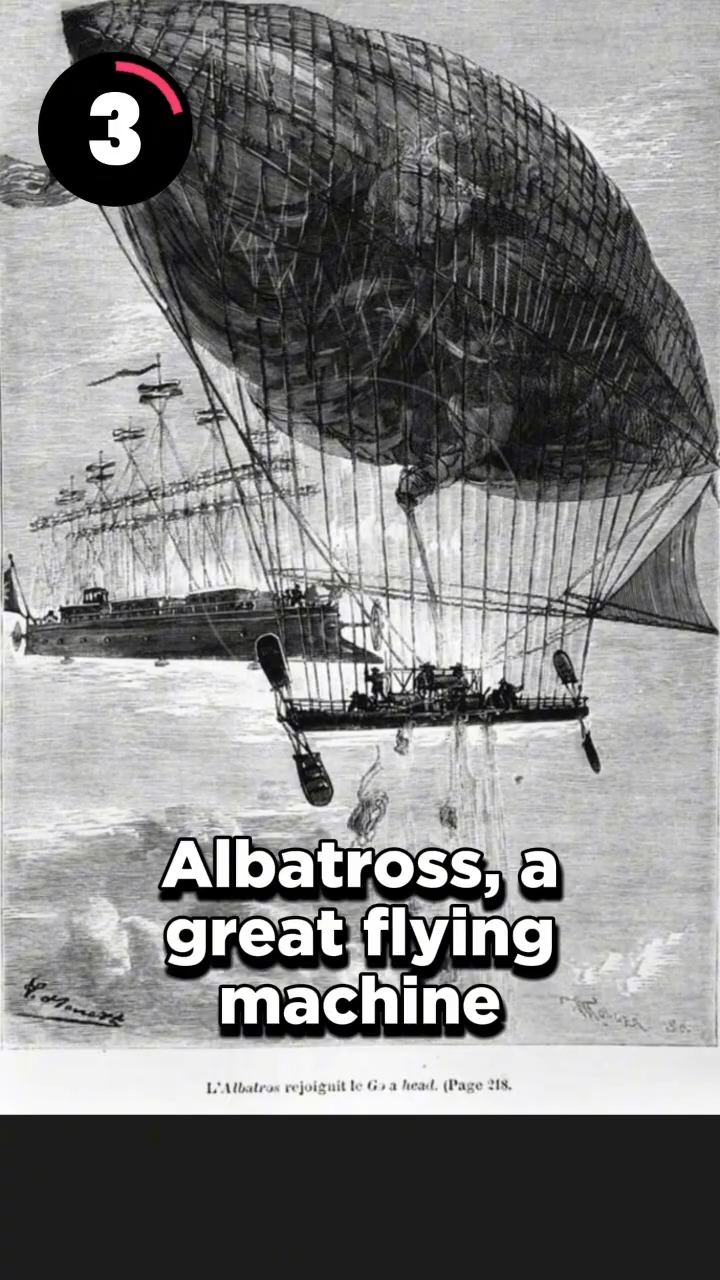 3
Albatross, a
great flying
machine
L'Albatros rejoignit le Go a head. (Page 218.